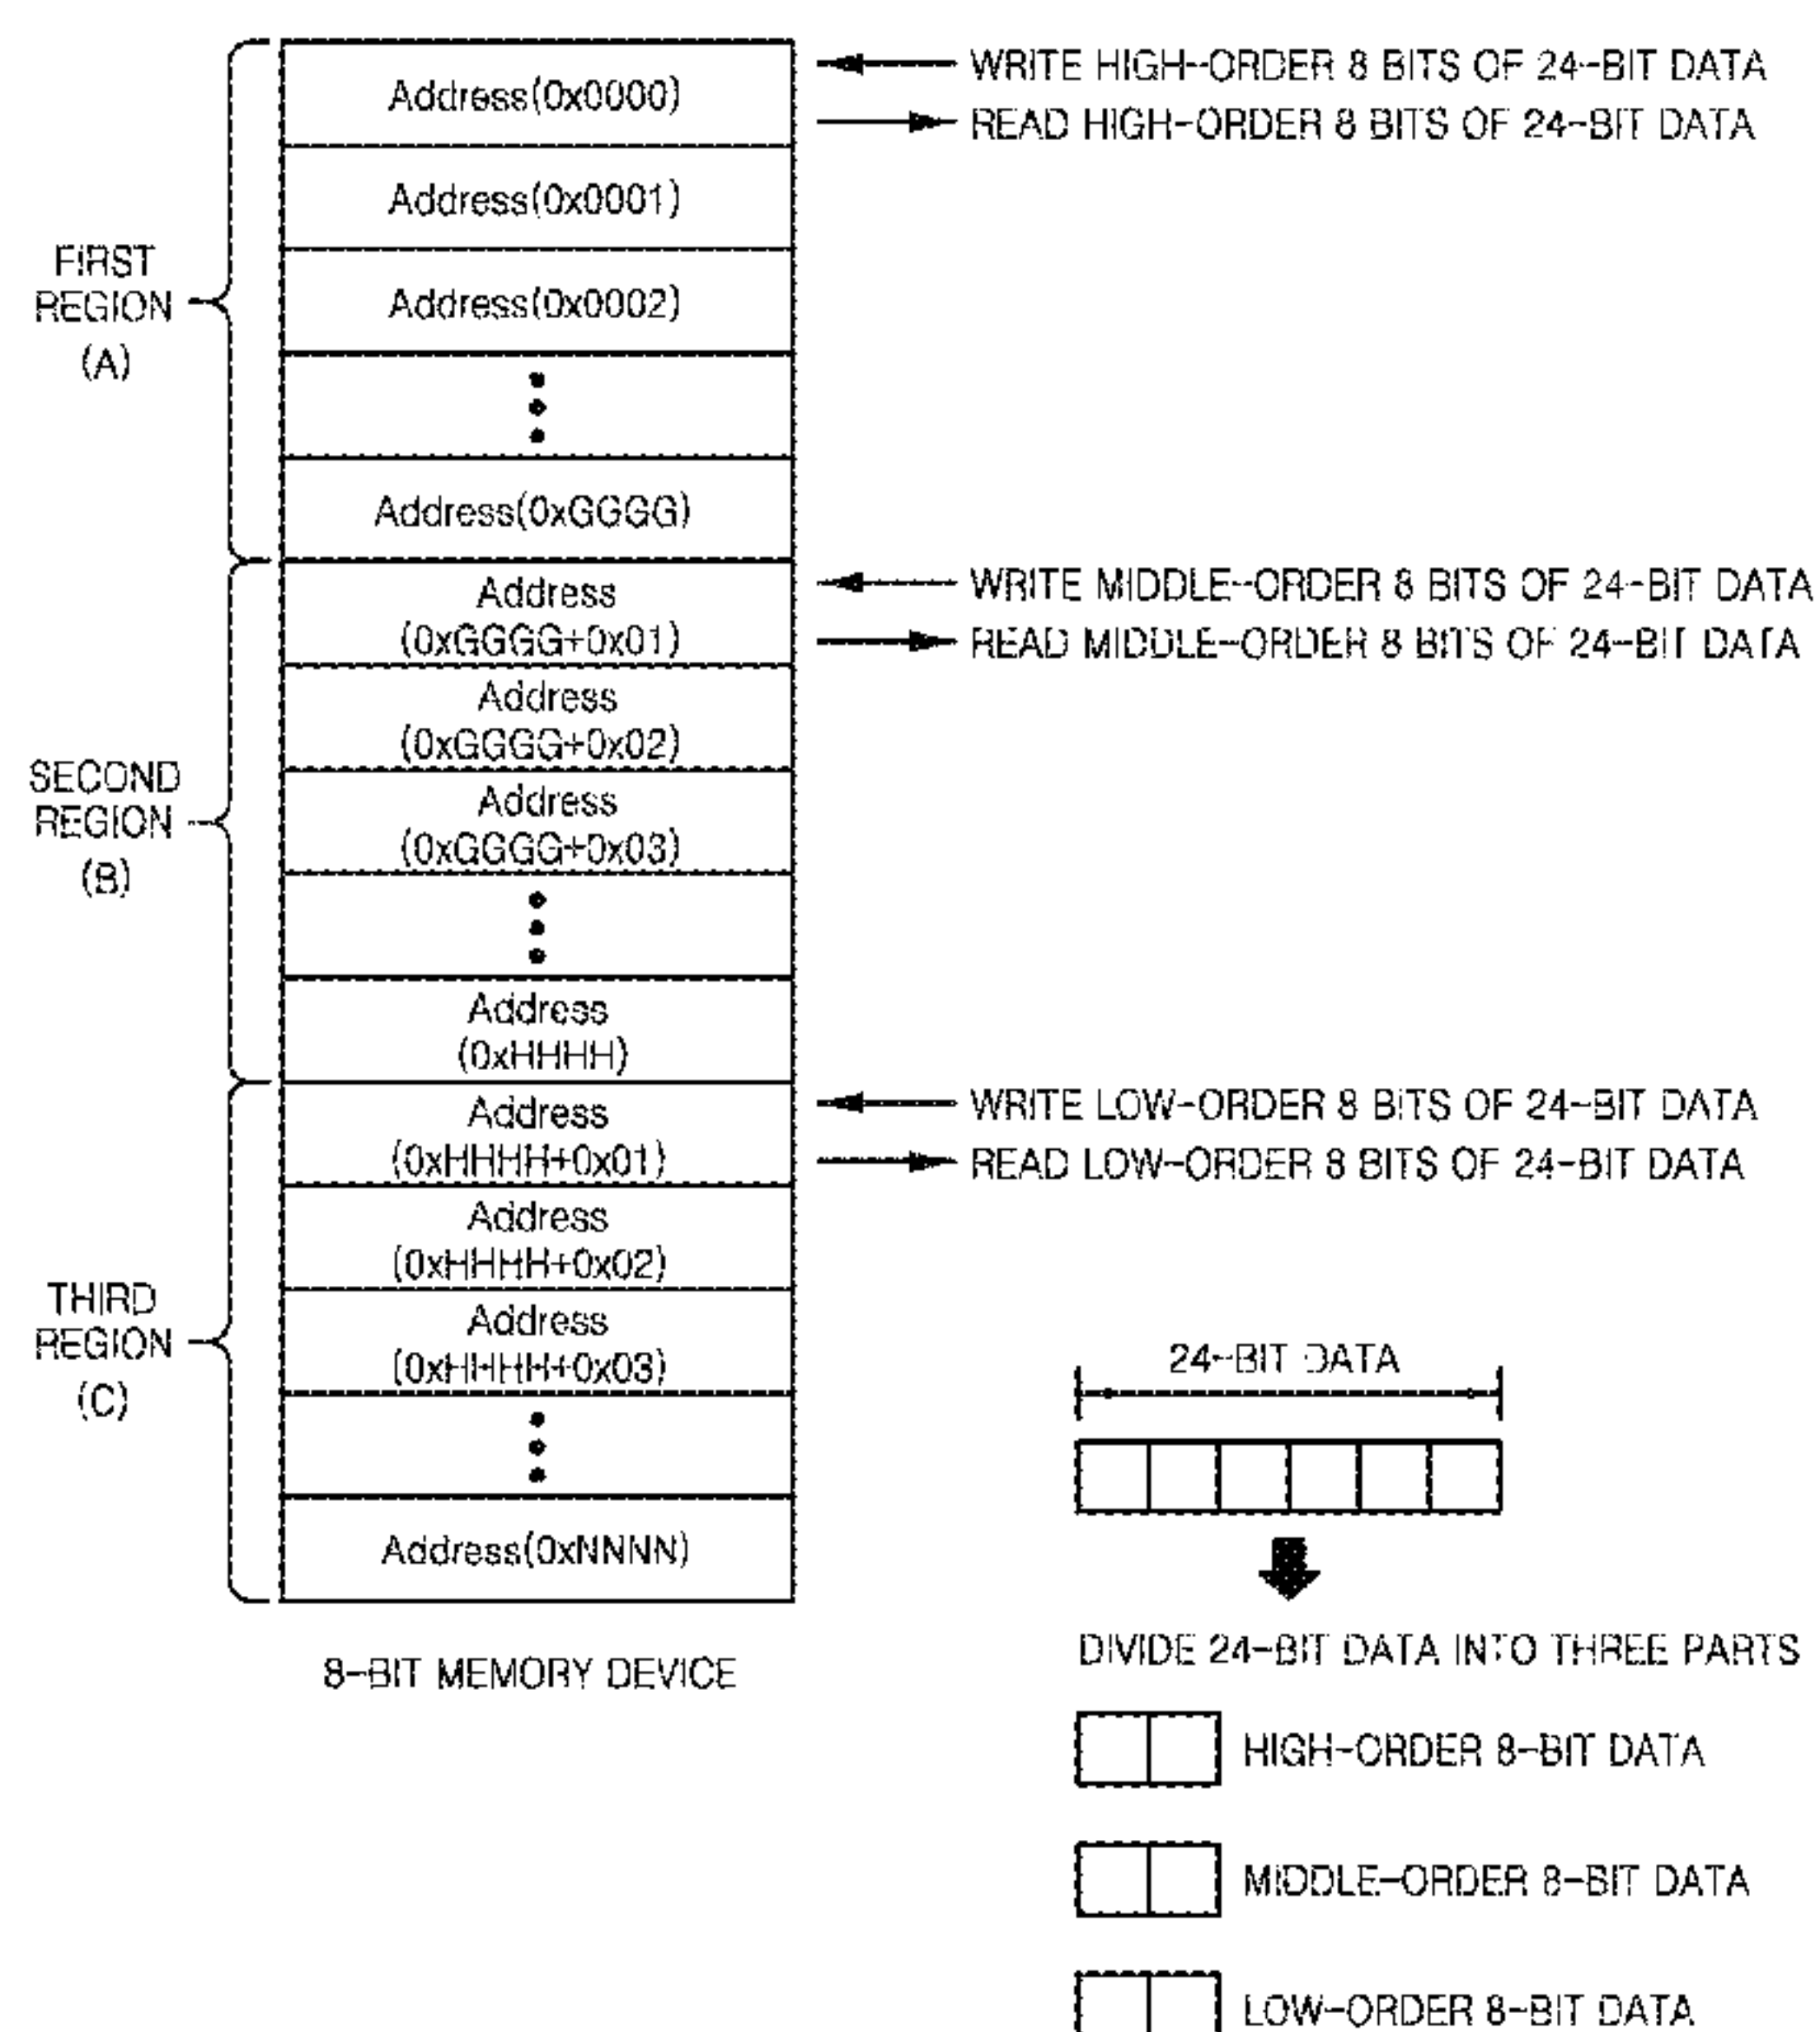 Address(0x0000)
WRITE HIGH-ORDER 8 BITS OF 24-BIT DATA
READ HIGH-ORDER 8 BITS OF 24-BIT DATA
Address(0x0001)
FIRST
REGION
(A)
Address(0x0002)
Address(0xGGGG)
Address
(0xGGGG+0x01)
WRITE MIDDLE-ORDER 8 BITS OF 24-BIT DATA
READ MIDDLE-ORDER 8 BITS OF 24-BIT DATA
Address
(0xGGGG+0x02)
SECOND
REGION
(B)
Address
(0xGGGG+0x03)
Address
(0xHHHH)
Address
(0xHHHH+0x01)
WRITE LOW-ORDER 8 BITS OF 24-BIT DATA
READ LOW-ORDER 8 BITS OF 24-BIT DATA
Address
(0xHHHH+0x02)
THIRD
REGION
(C)
Address
(0xHHHH+0x03)
Address(0xNNNN)
8-BIT MEMORY DEVICE
24-BIT DATA
DIVIDE 24-BIT DATA INTO THREE PARTS
HIGH-ORDER 8-BIT DATA
MIDDLE-ORDER 8-BIT DATA
LOW-ORDER 8-BIT DATA